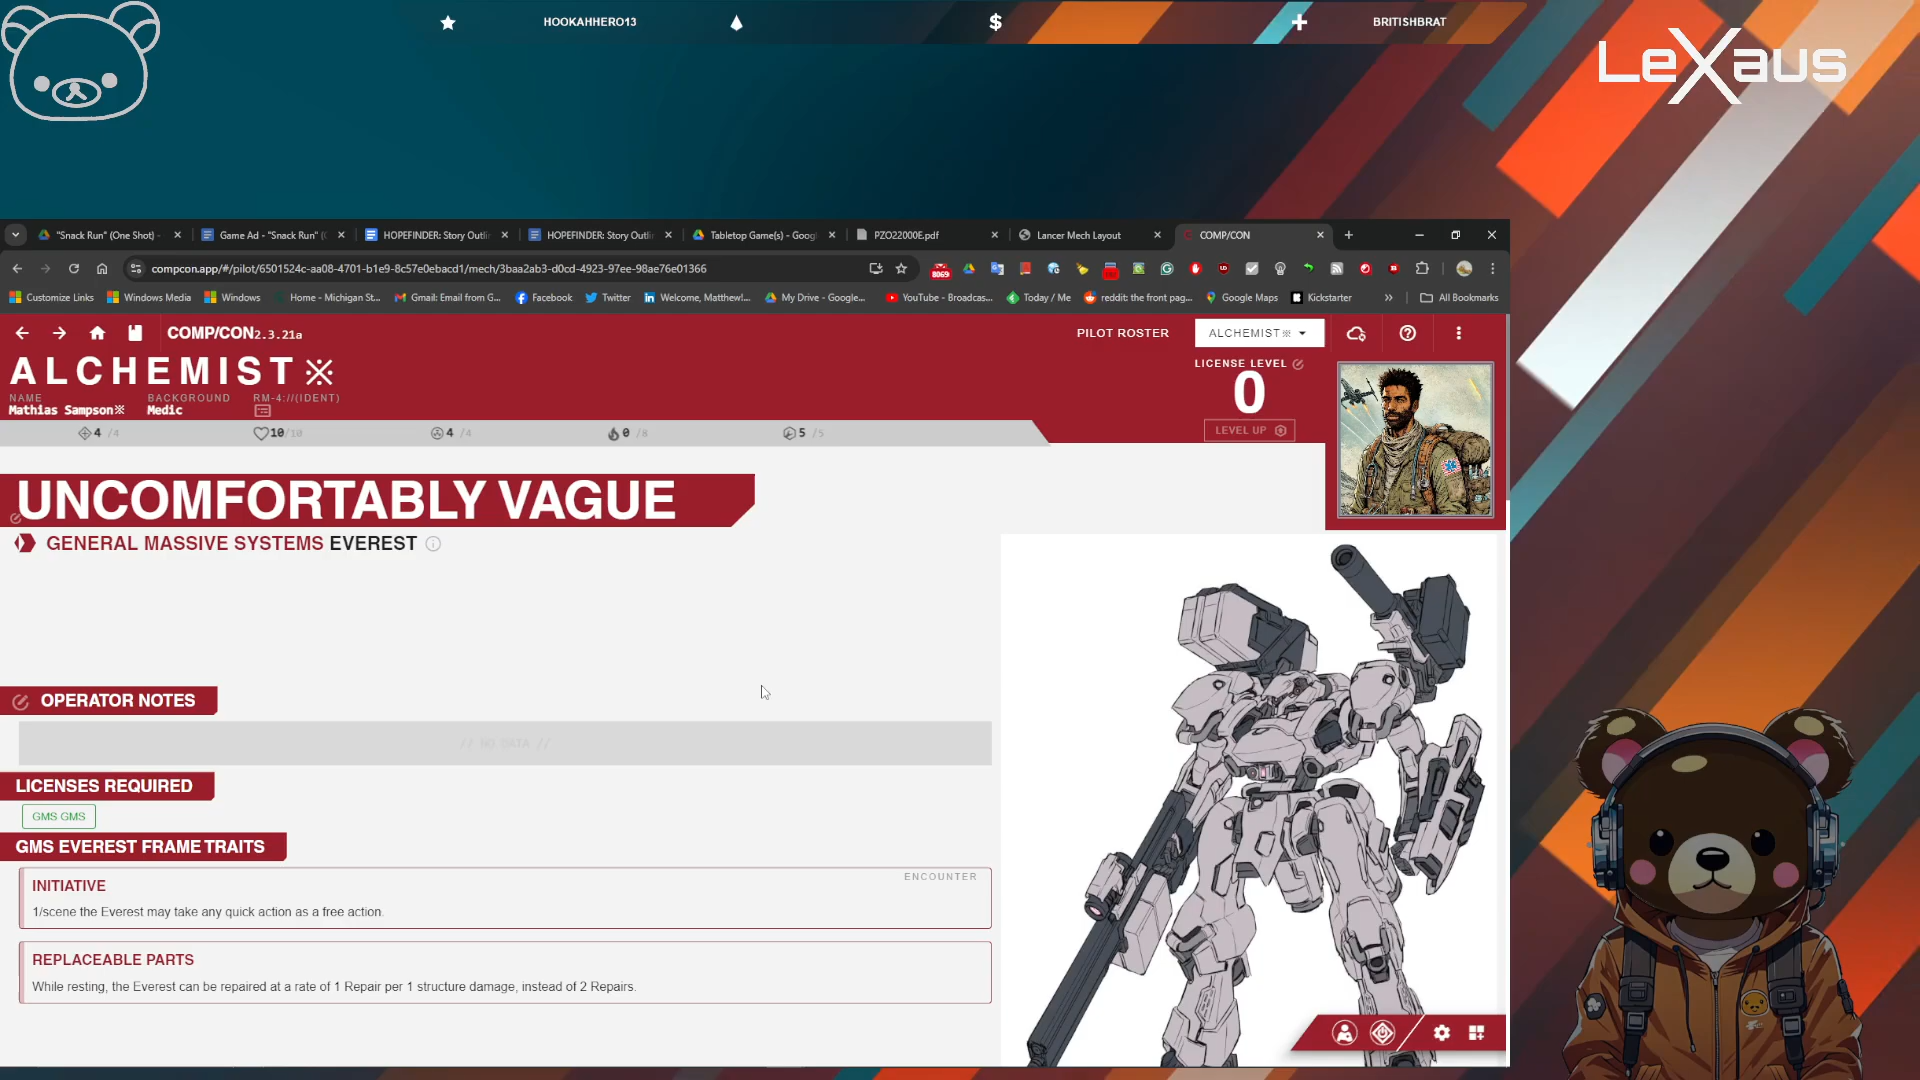 HOOKAHHERO13
$
BRITISHBRAT
LeXaus
"Snack Run" (One Shot) -
Game Ad - "Snack Run" (
HOPEFINDER: Story Outli
HOPEFINDER: Story Outli
Tabletop Game(s) - Goog
PZO22000E.pdf
Lancer Mech Layout
COMP/CON
compcon.app/#/pilot/6501524c-aa08-4701-b1e9-8c57e0ebacd1/mech/3baa2ab3-d0cd-4923-97ee-98ae76e01366
8069
Customize Links
Windows Media
Windows
Home - Michigan St...
Gmail: Email from G...
Facebook
Twitter
Welcome, Matthew!...
My Drive - Google...
YouTube - Broadcas...
Today / Me
reddit: the front pag...
Google Maps
Kickstarter
All Bookmarks
COMP/CON 2.3.21a
PILOT ROSTER
ALCHEMIST※
ALCHEMIST※
LICENSE LEVEL
0
LEVEL UP
NAME
BACKGROUND
RM-4://(IDENT)
Mathias Sampson※
Medic
4 /4
10/10
4 /4
0 /8
5 /5
UNCOMFORTABLY VAGUE
GENERAL MASSIVE SYSTEMS EVEREST
OPERATOR NOTES
// NO DATA //
LICENSES REQUIRED
GMS GMS
GMS EVEREST FRAME TRAITS
INITIATIVE
ENCOUNTER
1/scene the Everest may take any quick action as a free action.
REPLACEABLE PARTS
While resting, the Everest can be repaired at a rate of 1 Repair per 1 structure damage, instead of 2 Repairs.